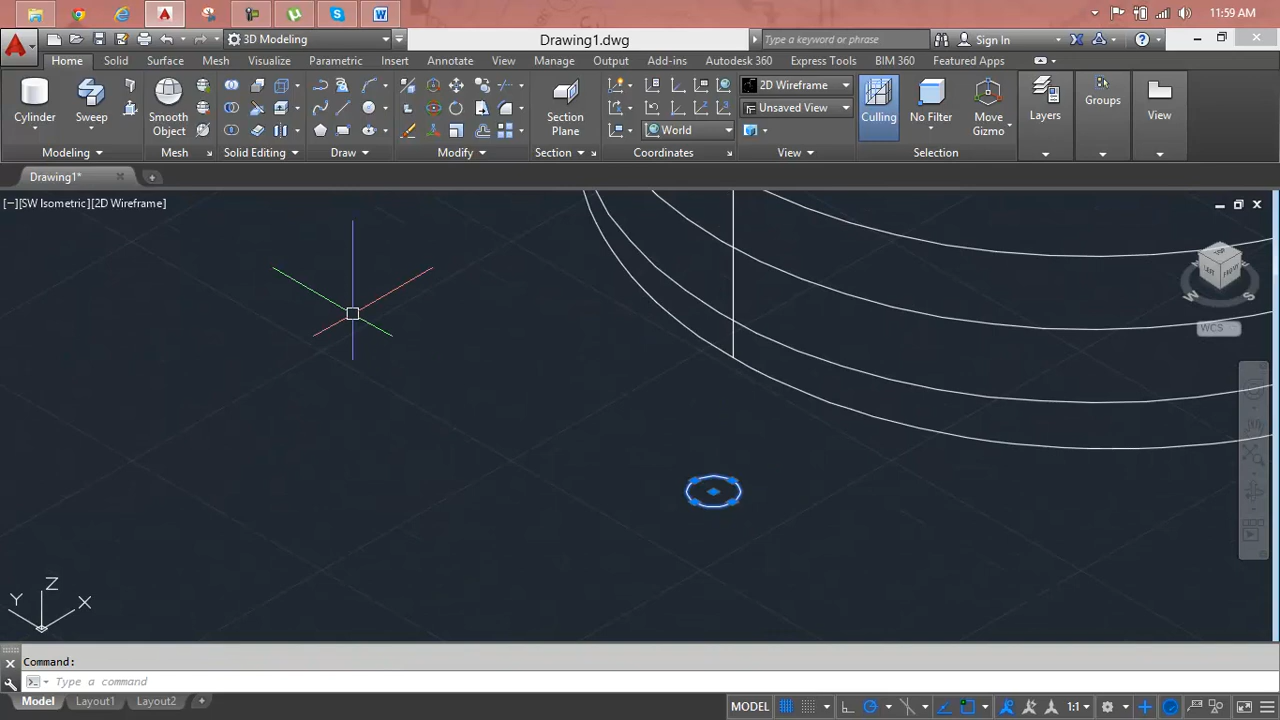 11:59 AM
3D Modeling
Drawing1.dwg
Type a keyword or phrase
Sign In
Home Solid Surface Mesh Visualize Parametric Insert Annotate View Manage Output Add-ins Autodesk 360 Express Tools BIM 360 Featured Apps
2D Wireframe
Unsaved View
World
Cylinder Sweep Smooth Object Section Plane Culling No Filter Move Gizmo Layers Groups View
Modeling Mesh Solid Editing Draw Modify Section Coordinates View Selection
Drawing1*
[−][SW Isometric][2D Wireframe]
TOP
LEFT FRONT
W S
WCS
Z
Y X
Command:
Type a command
Model Layout1 Layout2
MODEL 1:1